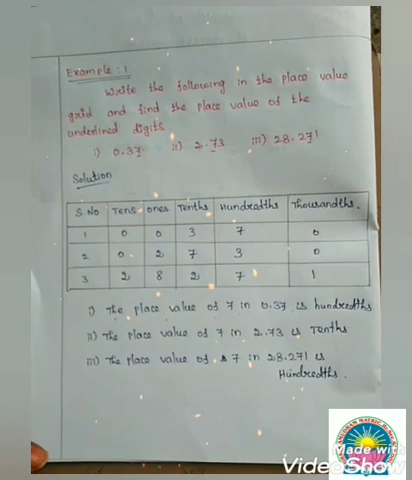 Example : 1
Write the following in the place value
grid and find the place value of the
underlined digits
i) 0.37 ii) 2.73 iii) 28.271
Solution
S.No Tens ones Tenths Hundredths Thousandths.
1 0 0 3 7 0
2 0 2 7 3 0
3 2 8 2 7 1
i) The place value of 7 in 0.37 is hundredths
ii) The place value of 7 in 2.73 is Tenths
iii) The place value of 7 in 28.271 is
Hundredths.
Made with
VideoShow